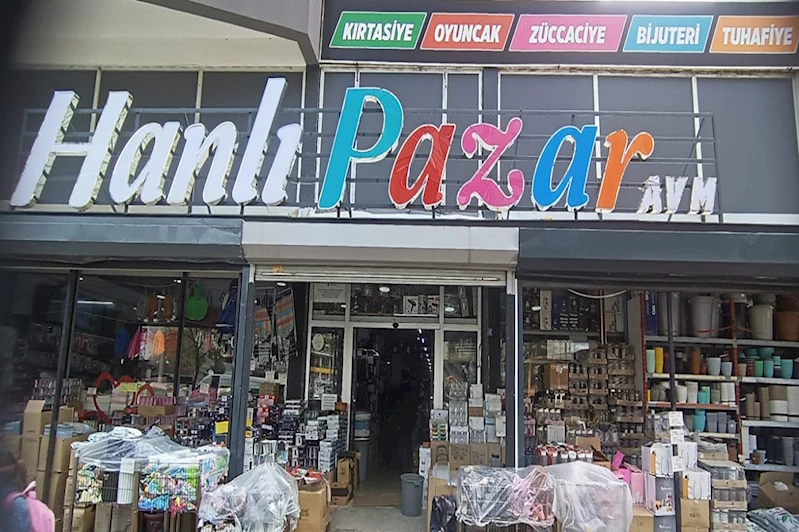 KIRTASİYE OYUNCAK ZÜCCACİYE BİJUTERİ TUHAFİYE
Hanlı Pazar AVM